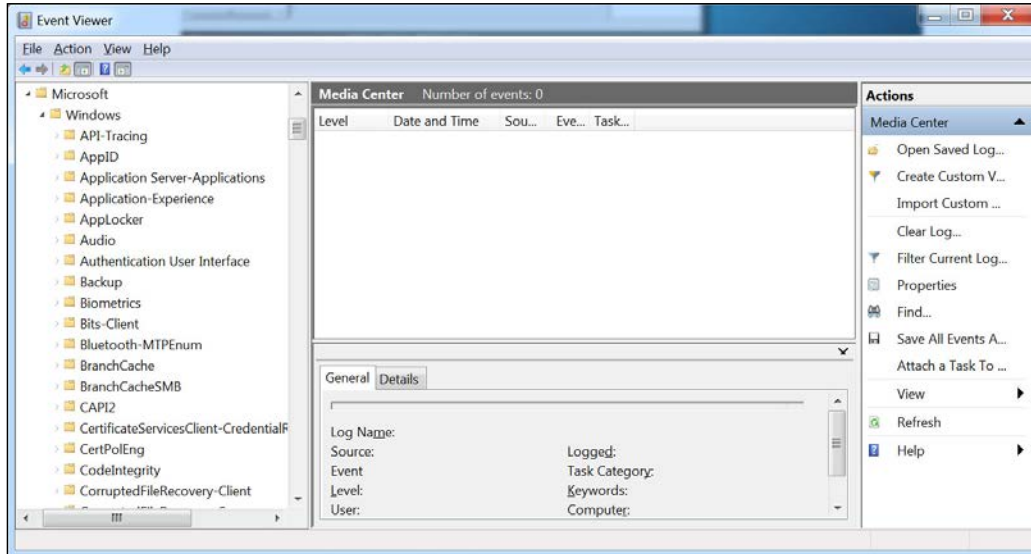 Event Viewer
File Action View Help
Microsoft
Windows
API-Tracing
AppID
Application Server-Applications
Application-Experience
AppLocker
Audio
Authentication User Interface
Backup
Biometrics
Bits-Client
Bluetooth-MTPEnum
BranchCache
BranchCacheSMB
CAPI2
CertificateServicesClient-CredentialR
CertPolEng
CodeIntegrity
CorruptedFileRecovery-Client
Media Center Number of events: 0
Level Date and Time Sou... Eve... Task...
General Details
Log Name:
Source: Logged:
Event Task Category:
Level: Keywords:
User: Computer:
Actions
Media Center
Open Saved Log...
Create Custom V...
Import Custom ...
Clear Log...
Filter Current Log...
Properties
Find...
Save All Events A...
Attach a Task To ...
View
Refresh
Help